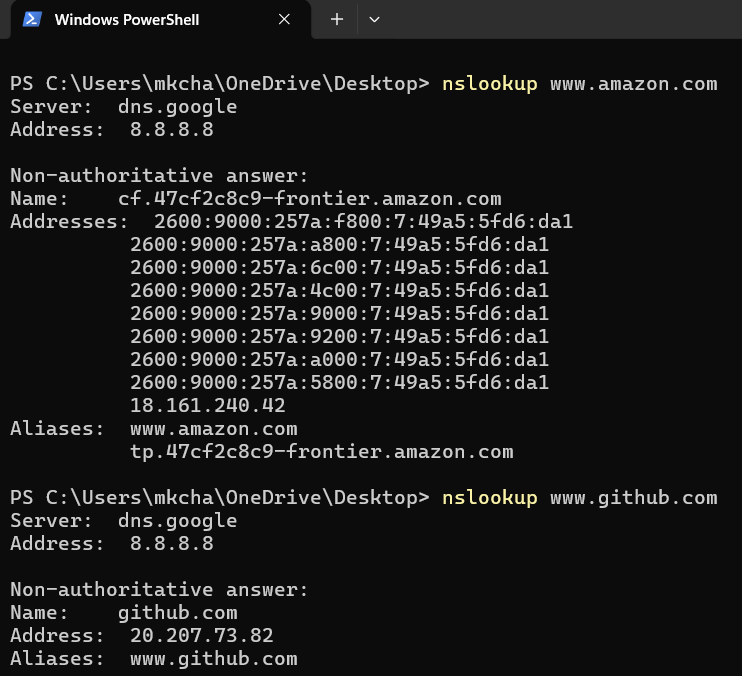 Windows PowerShell
PS C:\Users\mkcha\OneDrive\Desktop> nslookup www.amazon.com
Server:  dns.google
Address:  8.8.8.8
Non-authoritative answer:
Name:    cf.47cf2c8c9-frontier.amazon.com
Addresses:  2600:9000:257a:f800:7:49a5:5fd6:da1
2600:9000:257a:a800:7:49a5:5fd6:da1
2600:9000:257a:6c00:7:49a5:5fd6:da1
2600:9000:257a:4c00:7:49a5:5fd6:da1
2600:9000:257a:9000:7:49a5:5fd6:da1
2600:9000:257a:9200:7:49a5:5fd6:da1
2600:9000:257a:a000:7:49a5:5fd6:da1
2600:9000:257a:5800:7:49a5:5fd6:da1
18.161.240.42
Aliases:  www.amazon.com
tp.47cf2c8c9-frontier.amazon.com
PS C:\Users\mkcha\OneDrive\Desktop> nslookup www.github.com
Server:  dns.google
Address:  8.8.8.8
Non-authoritative answer:
Name:    github.com
Address:  20.207.73.82
Aliases:  www.github.com